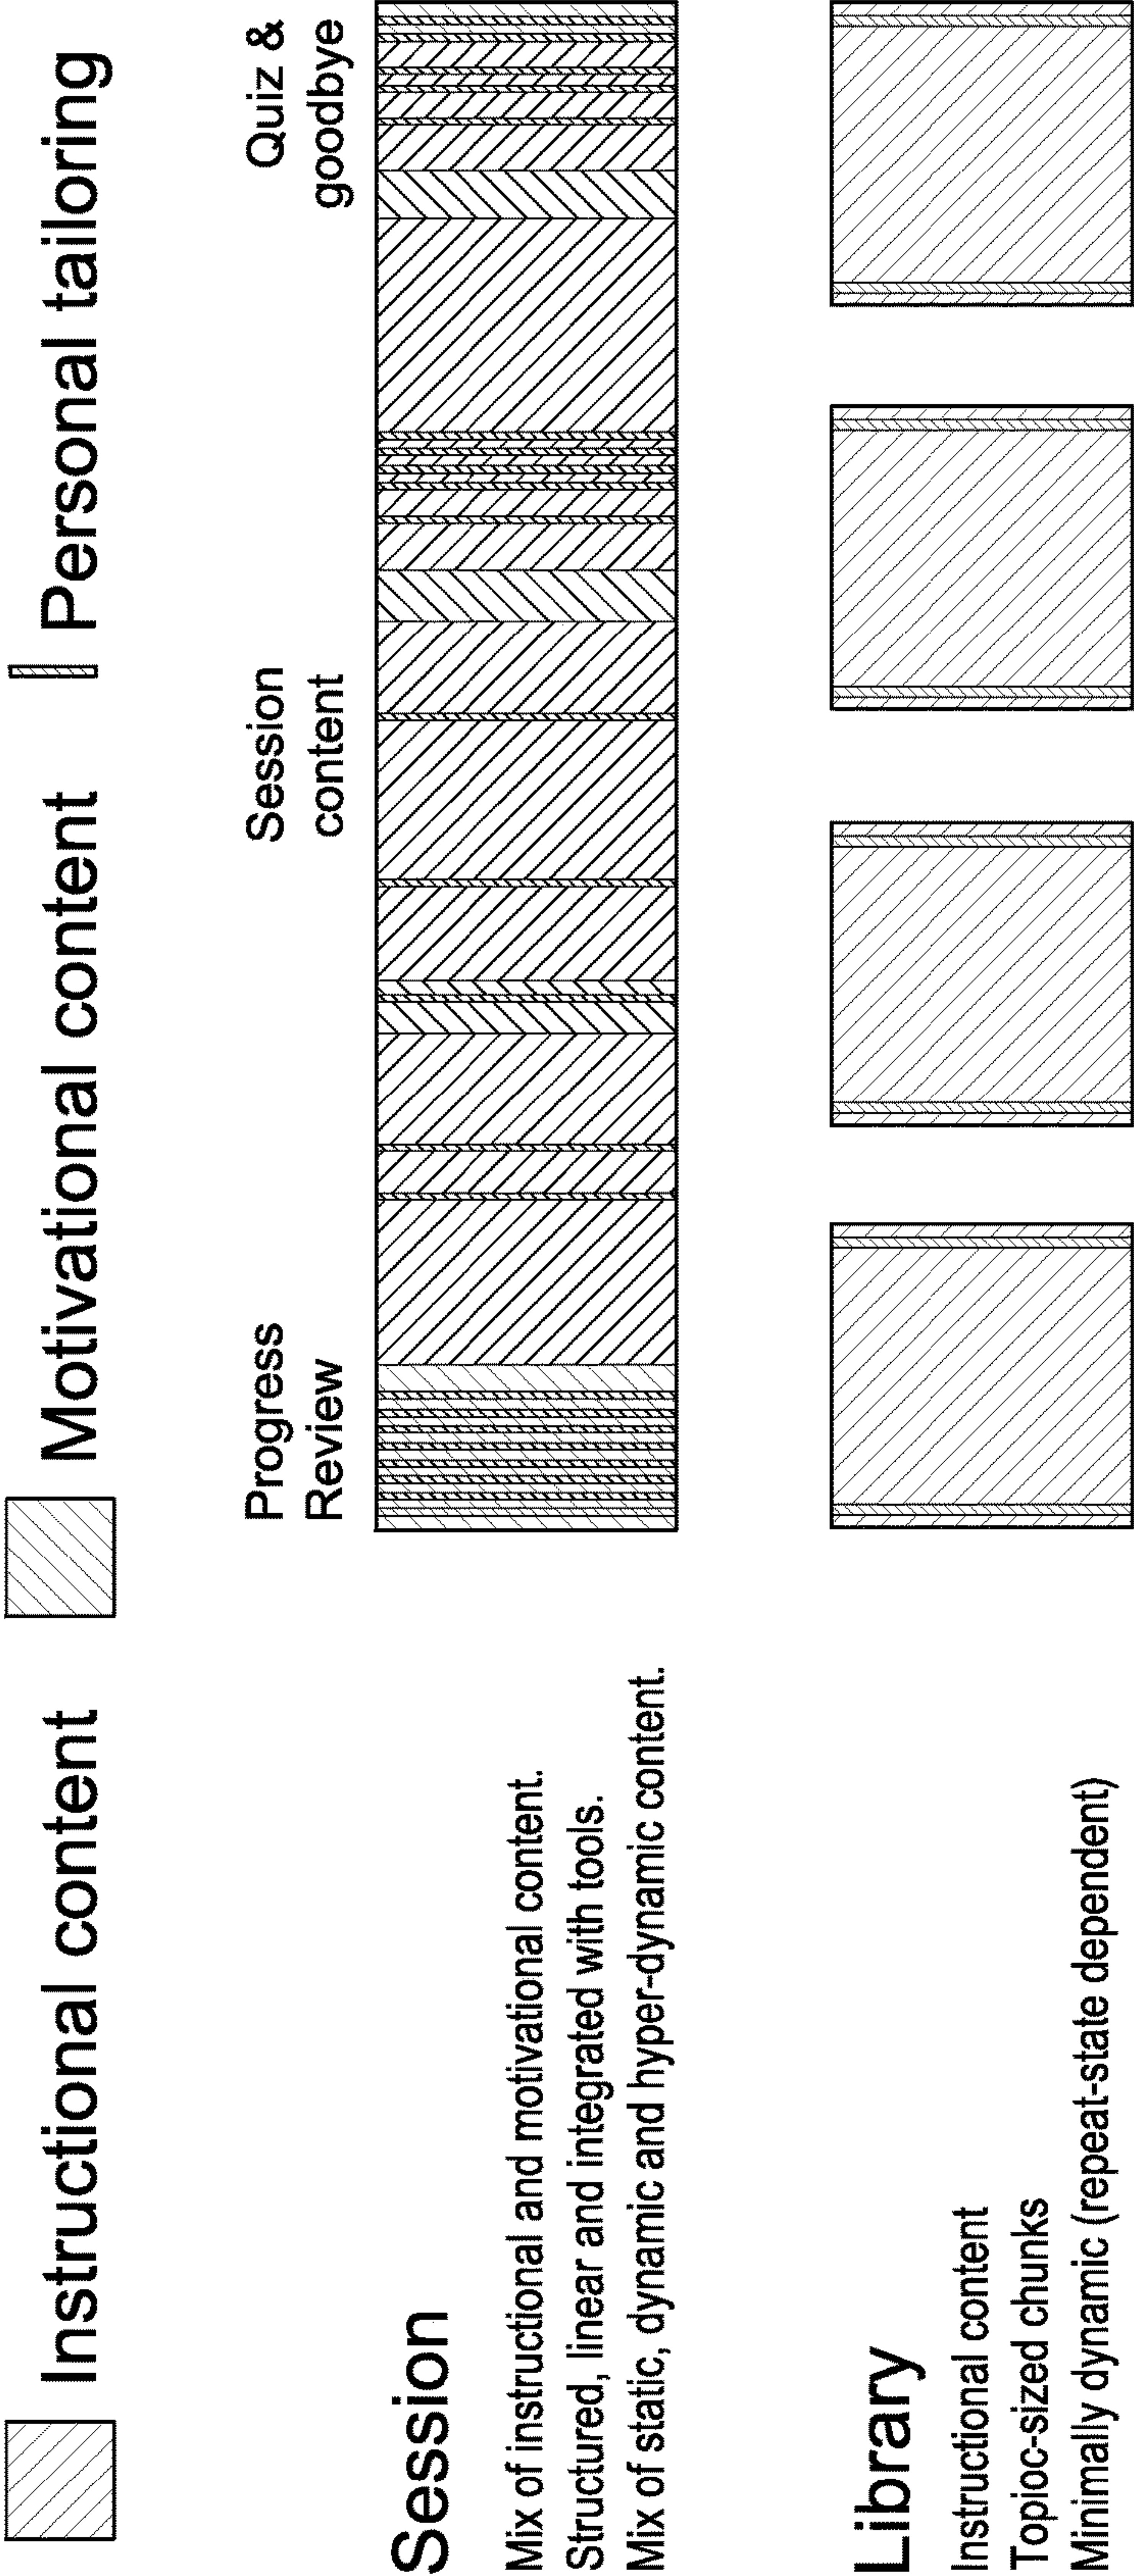 Instructional content
Motivational content
Personal tailoring
Progress
Review
Session
content
Quiz &
goodbye
Session
Mix of instructional and motivational content.
Structured, linear and integrated with tools.
Mix of static, dynamic and hyper-dynamic content.
Library
Instructional content
Topioc-sized chunks
Minimally dynamic (repeat-state dependent)